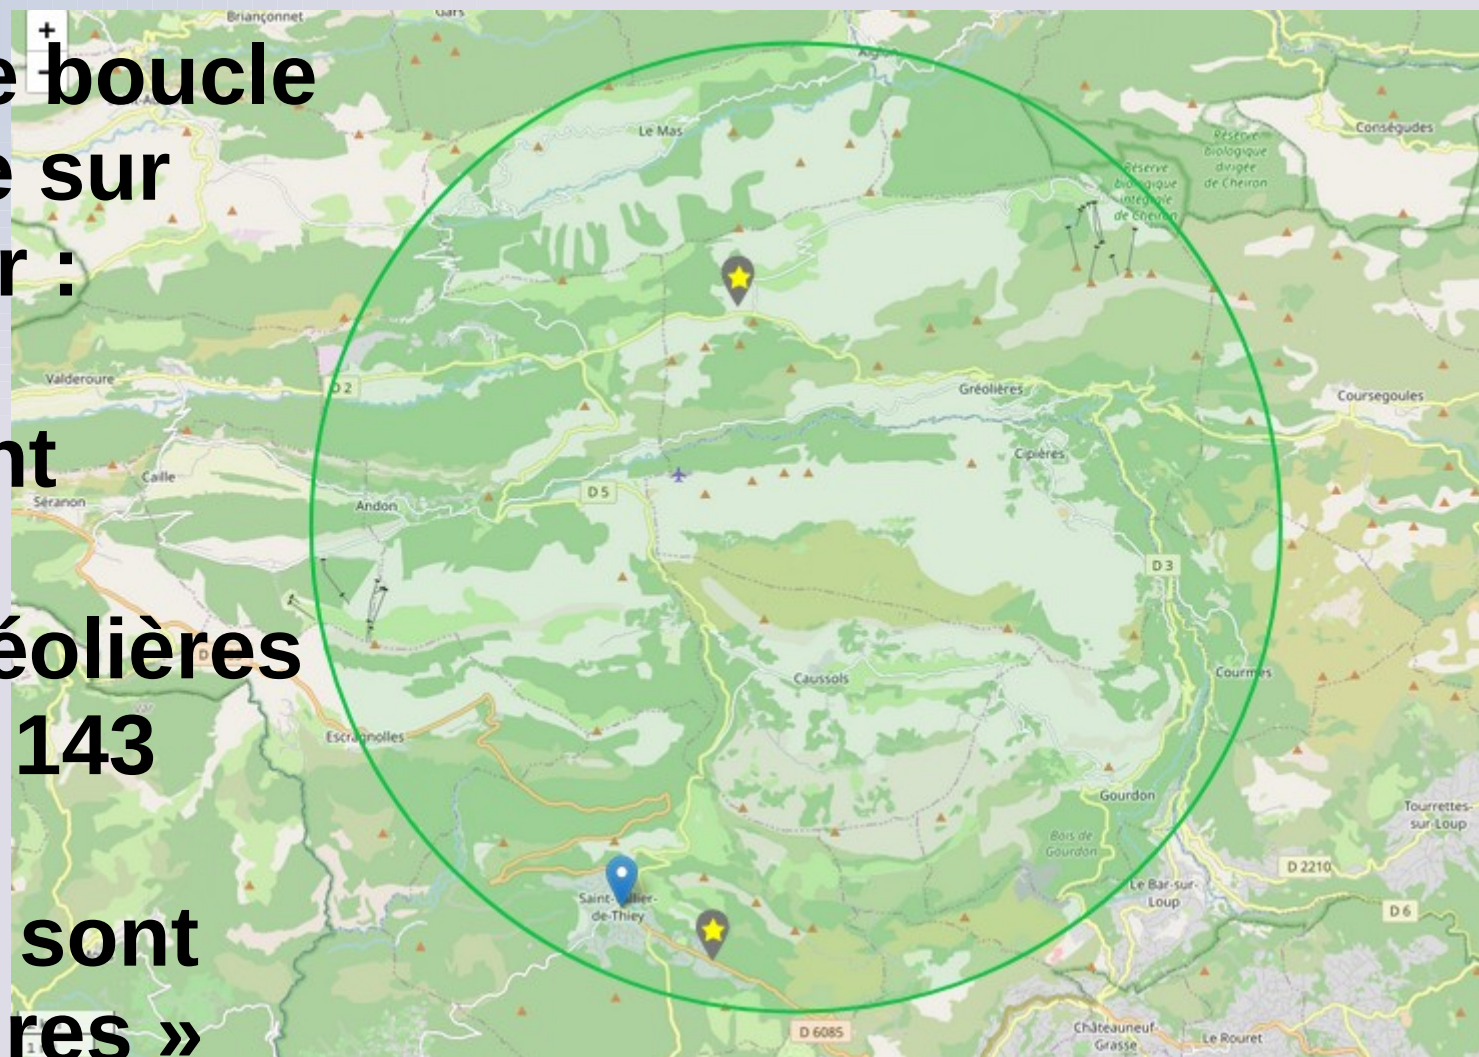 e boucle
e sur
r :
nt
éolières
143
sont
res »
+
Briançonnet
Gars
Le Mas
Réserve
biologique
dirigée
de Cheiron
Conségudes
Réserve
biologique
intégrale
de Cheiron
Valderoure
D 2
Gréolières
Coursegoules
Caille
Cipières
Séranon
Andon
D 5
D 3
Caussols
Courmes
Escragnolles
Gourdon
Tourrettes-
sur-Loup
Bois de
Gourdon
D 2210
Le Bar-sur-
Loup
de-Thiey
D 6
D 6085
Châteauneuf-
Grasse
Le Rouret